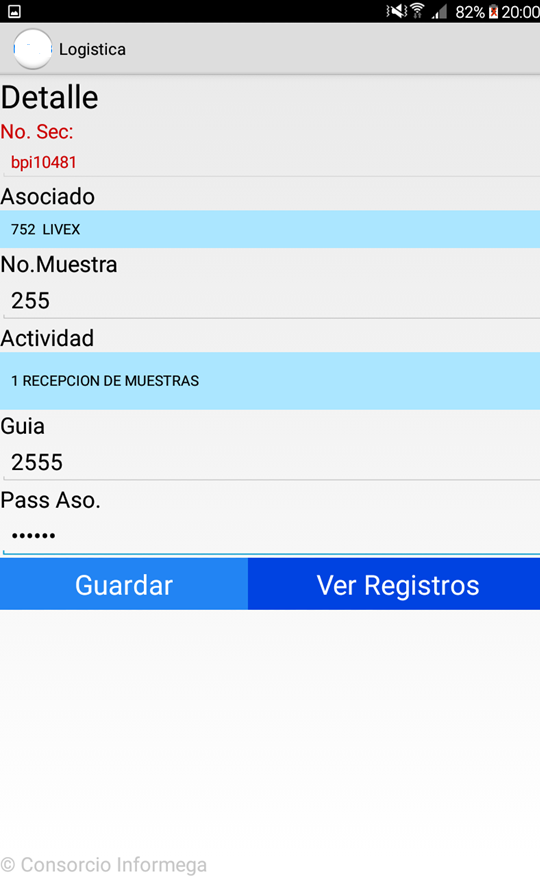 82% 20:00
Logistica
Detalle
No. Sec:
bpi10481
Asociado
752 LIVEX
No.Muestra
255
Actividad
1 RECEPCION DE MUESTRAS
Guia
2555
Pass Aso.
••••••
Guardar Ver Registros
© Consorcio Informega